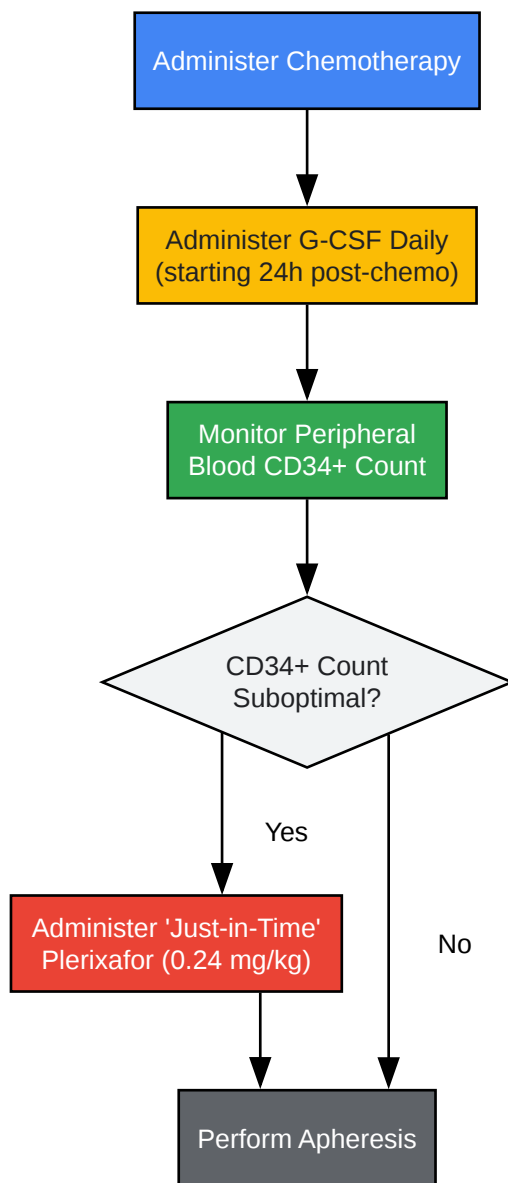 Administer Chemotherapy
Administer G-CSF Daily
(starting 24h post-chemo)
Monitor Peripheral
Blood CD34+ Count
CD34+ Count
Suboptimal?
Yes
Administer 'Just-in-Time'
Plerixafor (0.24 mg/kg)
No
Perform Apheresis